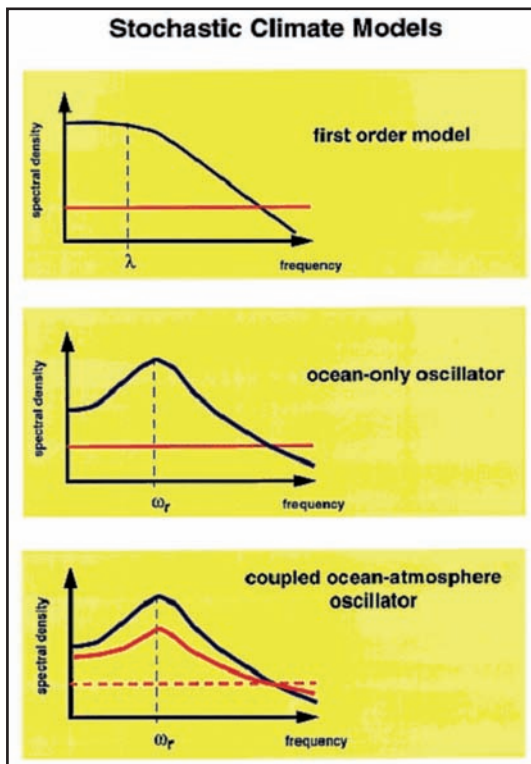 Stochastic Climate Models
first order model
spectral density
λ
frequency
ocean-only oscillator
spectral density
ωr
frequency
coupled ocean-atmosphere
oscillator
spectral density
ωr
frequency